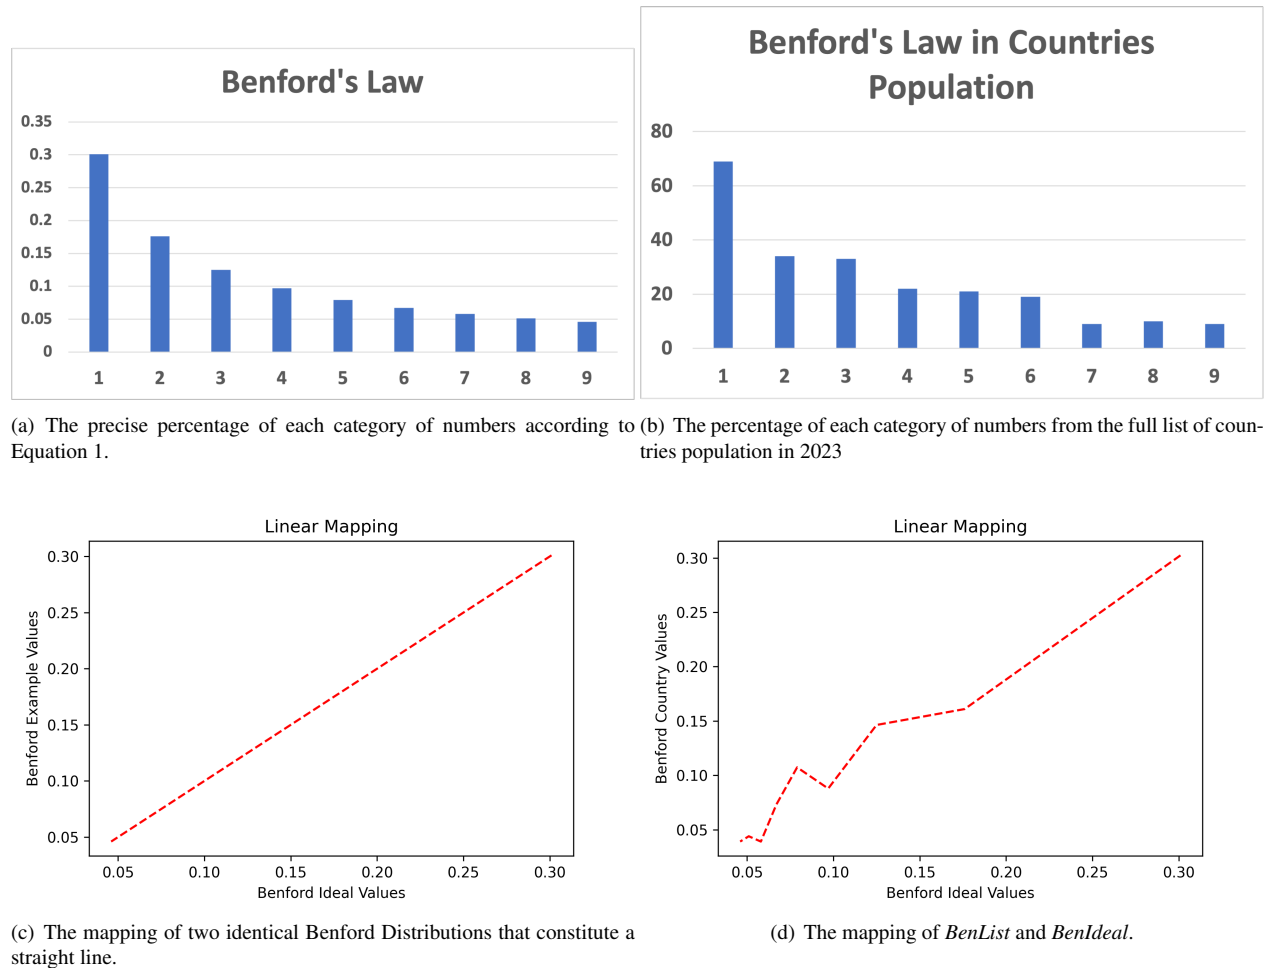 Benford's Law
0.35
0.3
0.25
0.2
0.15
0.1
0.05
0
1 2 3 4 5 6 7 8 9
Benford's Law in Countries
Population
80
60
40
20
0
1 2 3 4 5 6 7 8 9
(a) The precise percentage of each category of numbers according to
Equation 1.
(b) The percentage of each category of numbers from the full list of coun-
tries population in 2023
Linear Mapping
Benford Example Values
0.30
0.25
0.20
0.15
0.10
0.05
0.05 0.10 0.15 0.20 0.25 0.30
Benford Ideal Values
Linear Mapping
Benford Country Values
0.30
0.25
0.20
0.15
0.10
0.05
0.05 0.10 0.15 0.20 0.25 0.30
Benford Ideal Values
(c) The mapping of two identical Benford Distributions that constitute a
straight line.
(d) The mapping of BenList and BenIdeal.